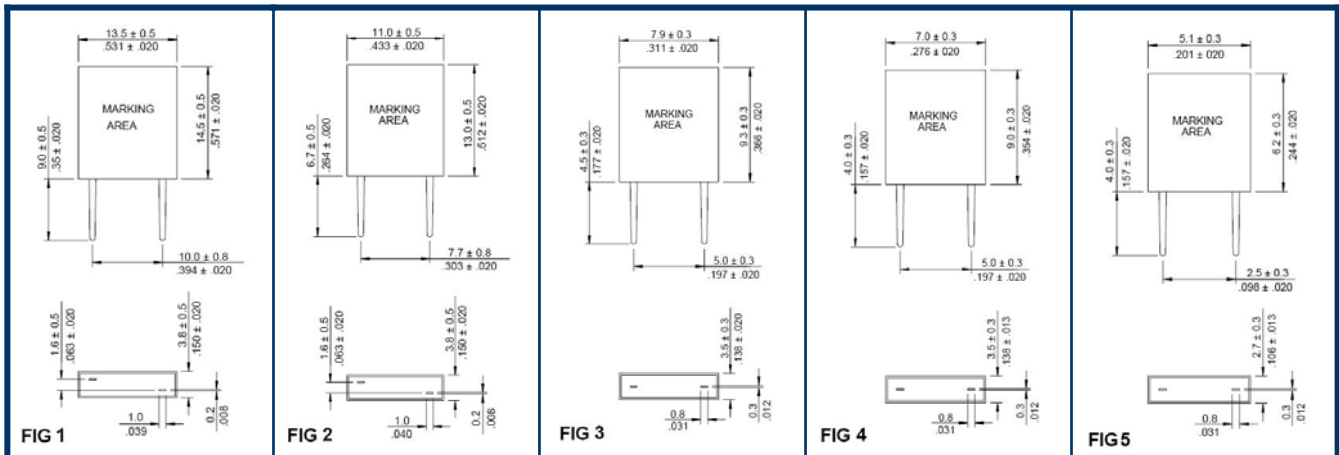 13.5 ± 0.5
.531 ± .020
MARKING
AREA
14.5 ± 0.5
.571 ± .020
9.0 ± 0.5
.35 ± .020
10.0 ± 0.8
.394 ± .020
1.6 ± 0.5
.063 ± .020
3.8 ± 0.5
.150 ± .020
1.0
.039
0.2
.008
FIG 1
11.0 ± 0.5
.433 ± .020
MARKING
AREA
13.0 ± 0.5
.512 ± .020
6.7 ± 0.5
.264 ± .020
7.7 ± 0.8
.303 ± .020
1.6 ± 0.5
.063 ± .020
3.8 ± 0.5
.150 ± .020
1.0
.040
0.2
.008
FIG 2
7.9 ± 0.3
.311 ± .020
MARKING
AREA
9.3 ± 0.3
.366 ± .020
4.5 ± 0.3
.177 ± .020
5.0 ± 0.3
.197 ± .020
3.5 ± 0.3
.138 ± .020
0.8
.031
0.3
.012
FIG 3
7.0 ± 0.3
.276 ± 020
MARKING
AREA
9.0 ± 0.3
.354 ± .020
4.0 ± 0.3
.157 ± .020
5.0 ± 0.3
.197 ± .020
3.5 ± 0.3
.138 ± .013
0.8
.031
0.3
.012
FIG 4
5.1 ± 0.3
.201 ± .020
MARKING
AREA
6.2 ± 0.3
.244 ± .020
4.0 ± 0.3
.157 ± .020
2.5 ± 0.3
.098 ± .020
2.7 ± 0.3
.106 ± .013
0.8
.031
0.3
.012
FIG 5